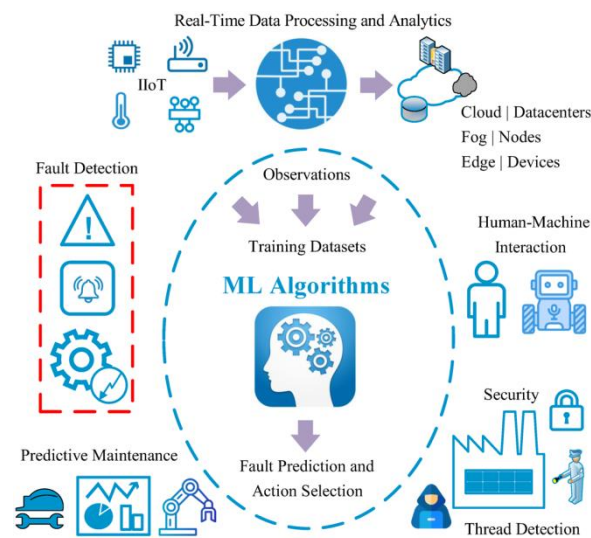 Real-Time Data Processing and Analytics
IIoT
Cloud | Datacenters
Fog | Nodes
Edge | Devices
Fault Detection
Observations
Training Datasets
ML Algorithms
Human-Machine
Interaction
Security
Predictive Maintenance
Fault Prediction and
Action Selection
Thread Detection